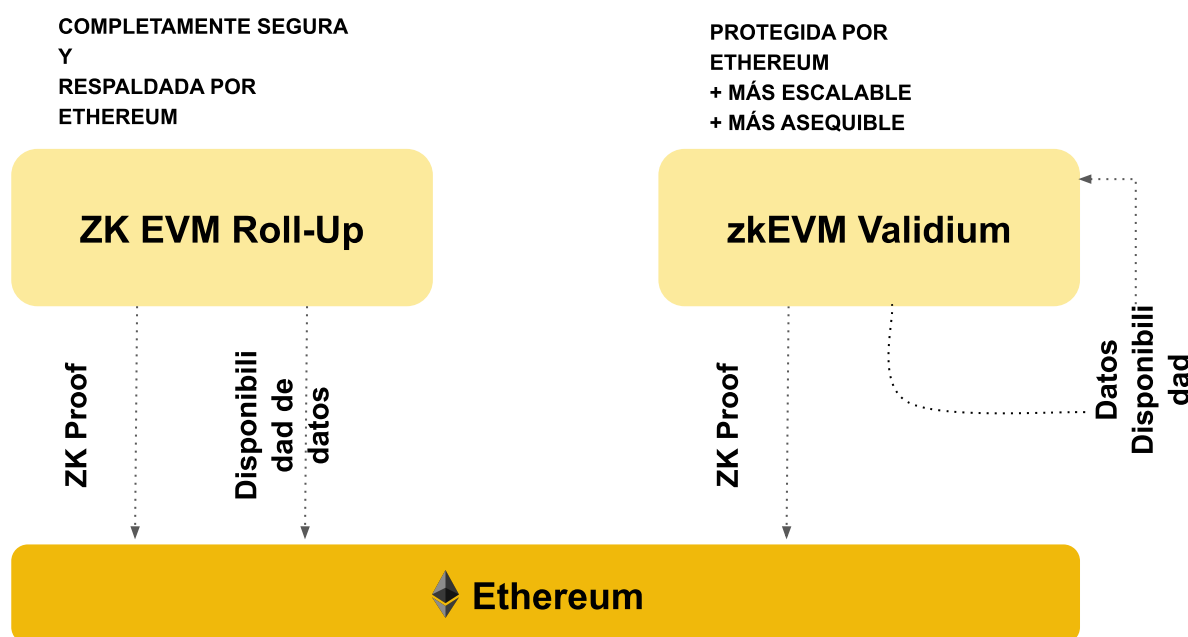 COMPLETAMENTE SEGURA
Y
RESPALDADA POR
ETHEREUM
PROTEGIDA POR
ETHEREUM
+ MÁS ESCALABLE
+ MÁS ASEQUIBLE
ZK EVM Roll-Up
zkEVM Validium
ZK Proof
Disponibili
dad de
datos
ZK Proof
Datos
Disponibili
dad
Ethereum